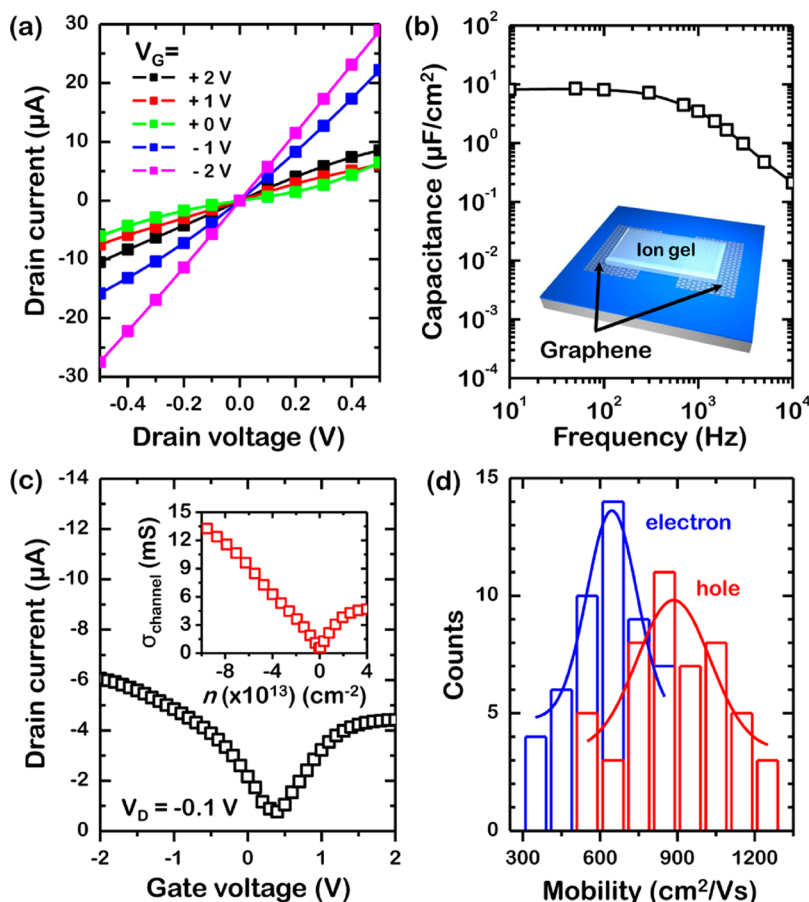 (a)
V_G=
+ 2 V
+ 1 V
+ 0 V
- 1 V
- 2 V
30
20
10
0
-10
-20
30
-0.4 -0.2 0.0 0.2 0.4
Drain current (µA)
Drain voltage (V)
(b)
10^3
10^2
10^1
10^0
10^-1
10^-2
10^-3
10^-4
10^1 10^2 10^3 10^4
Capacitance (µF/cm^2)
Frequency (Hz)
Ion gel
Graphene
(c)
-14
-12
-10
-8
-6
-4
-2
0
-2 -1 0 1 2
Drain current (µA)
Gate voltage (V)
V_D = -0.1 V
15
12
9
6
3
0
-8 -4 0 4
σ_channel (mS)
n (x10^13) (cm^-2)
(d)
electron
hole
15
10
5
0
300 600 900 1200
Counts
Mobility (cm^2/Vs)